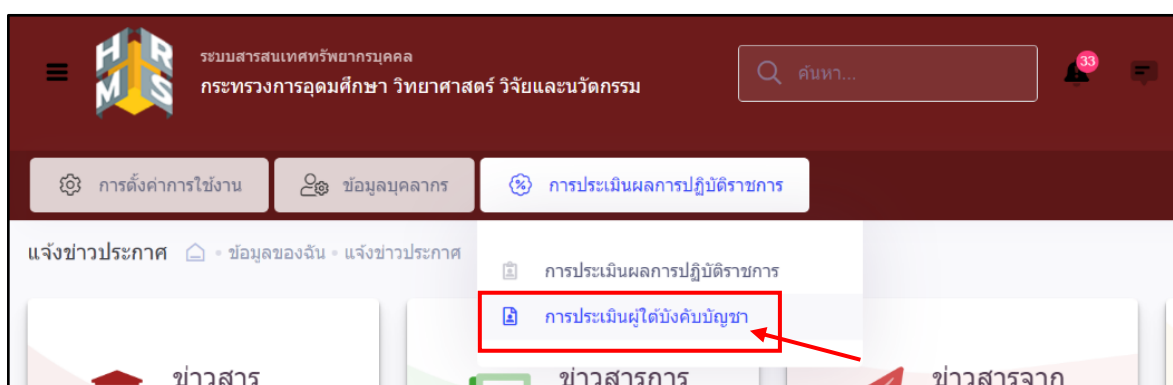 HR
MS
ระบบสารสนเทศทรัพยากรบุคคล
กระทรวงการอุดมศึกษา วิทยาศาสตร์ วิจัยและนวัตกรรม
ค้นหา...
33
การตั้งค่าการใช้งาน
ข้อมูลบุคลากร
การประเมินผลการปฏิบัติราชการ
แจ้งข่าวประกาศ
ข้อมูลของฉัน
แจ้งข่าวประกาศ
การประเมินผลการปฏิบัติราชการ
การประเมินผู้ใต้บังคับบัญชา
ข่าวสาร
ข่าวสารการ
ข่าวสารจาก